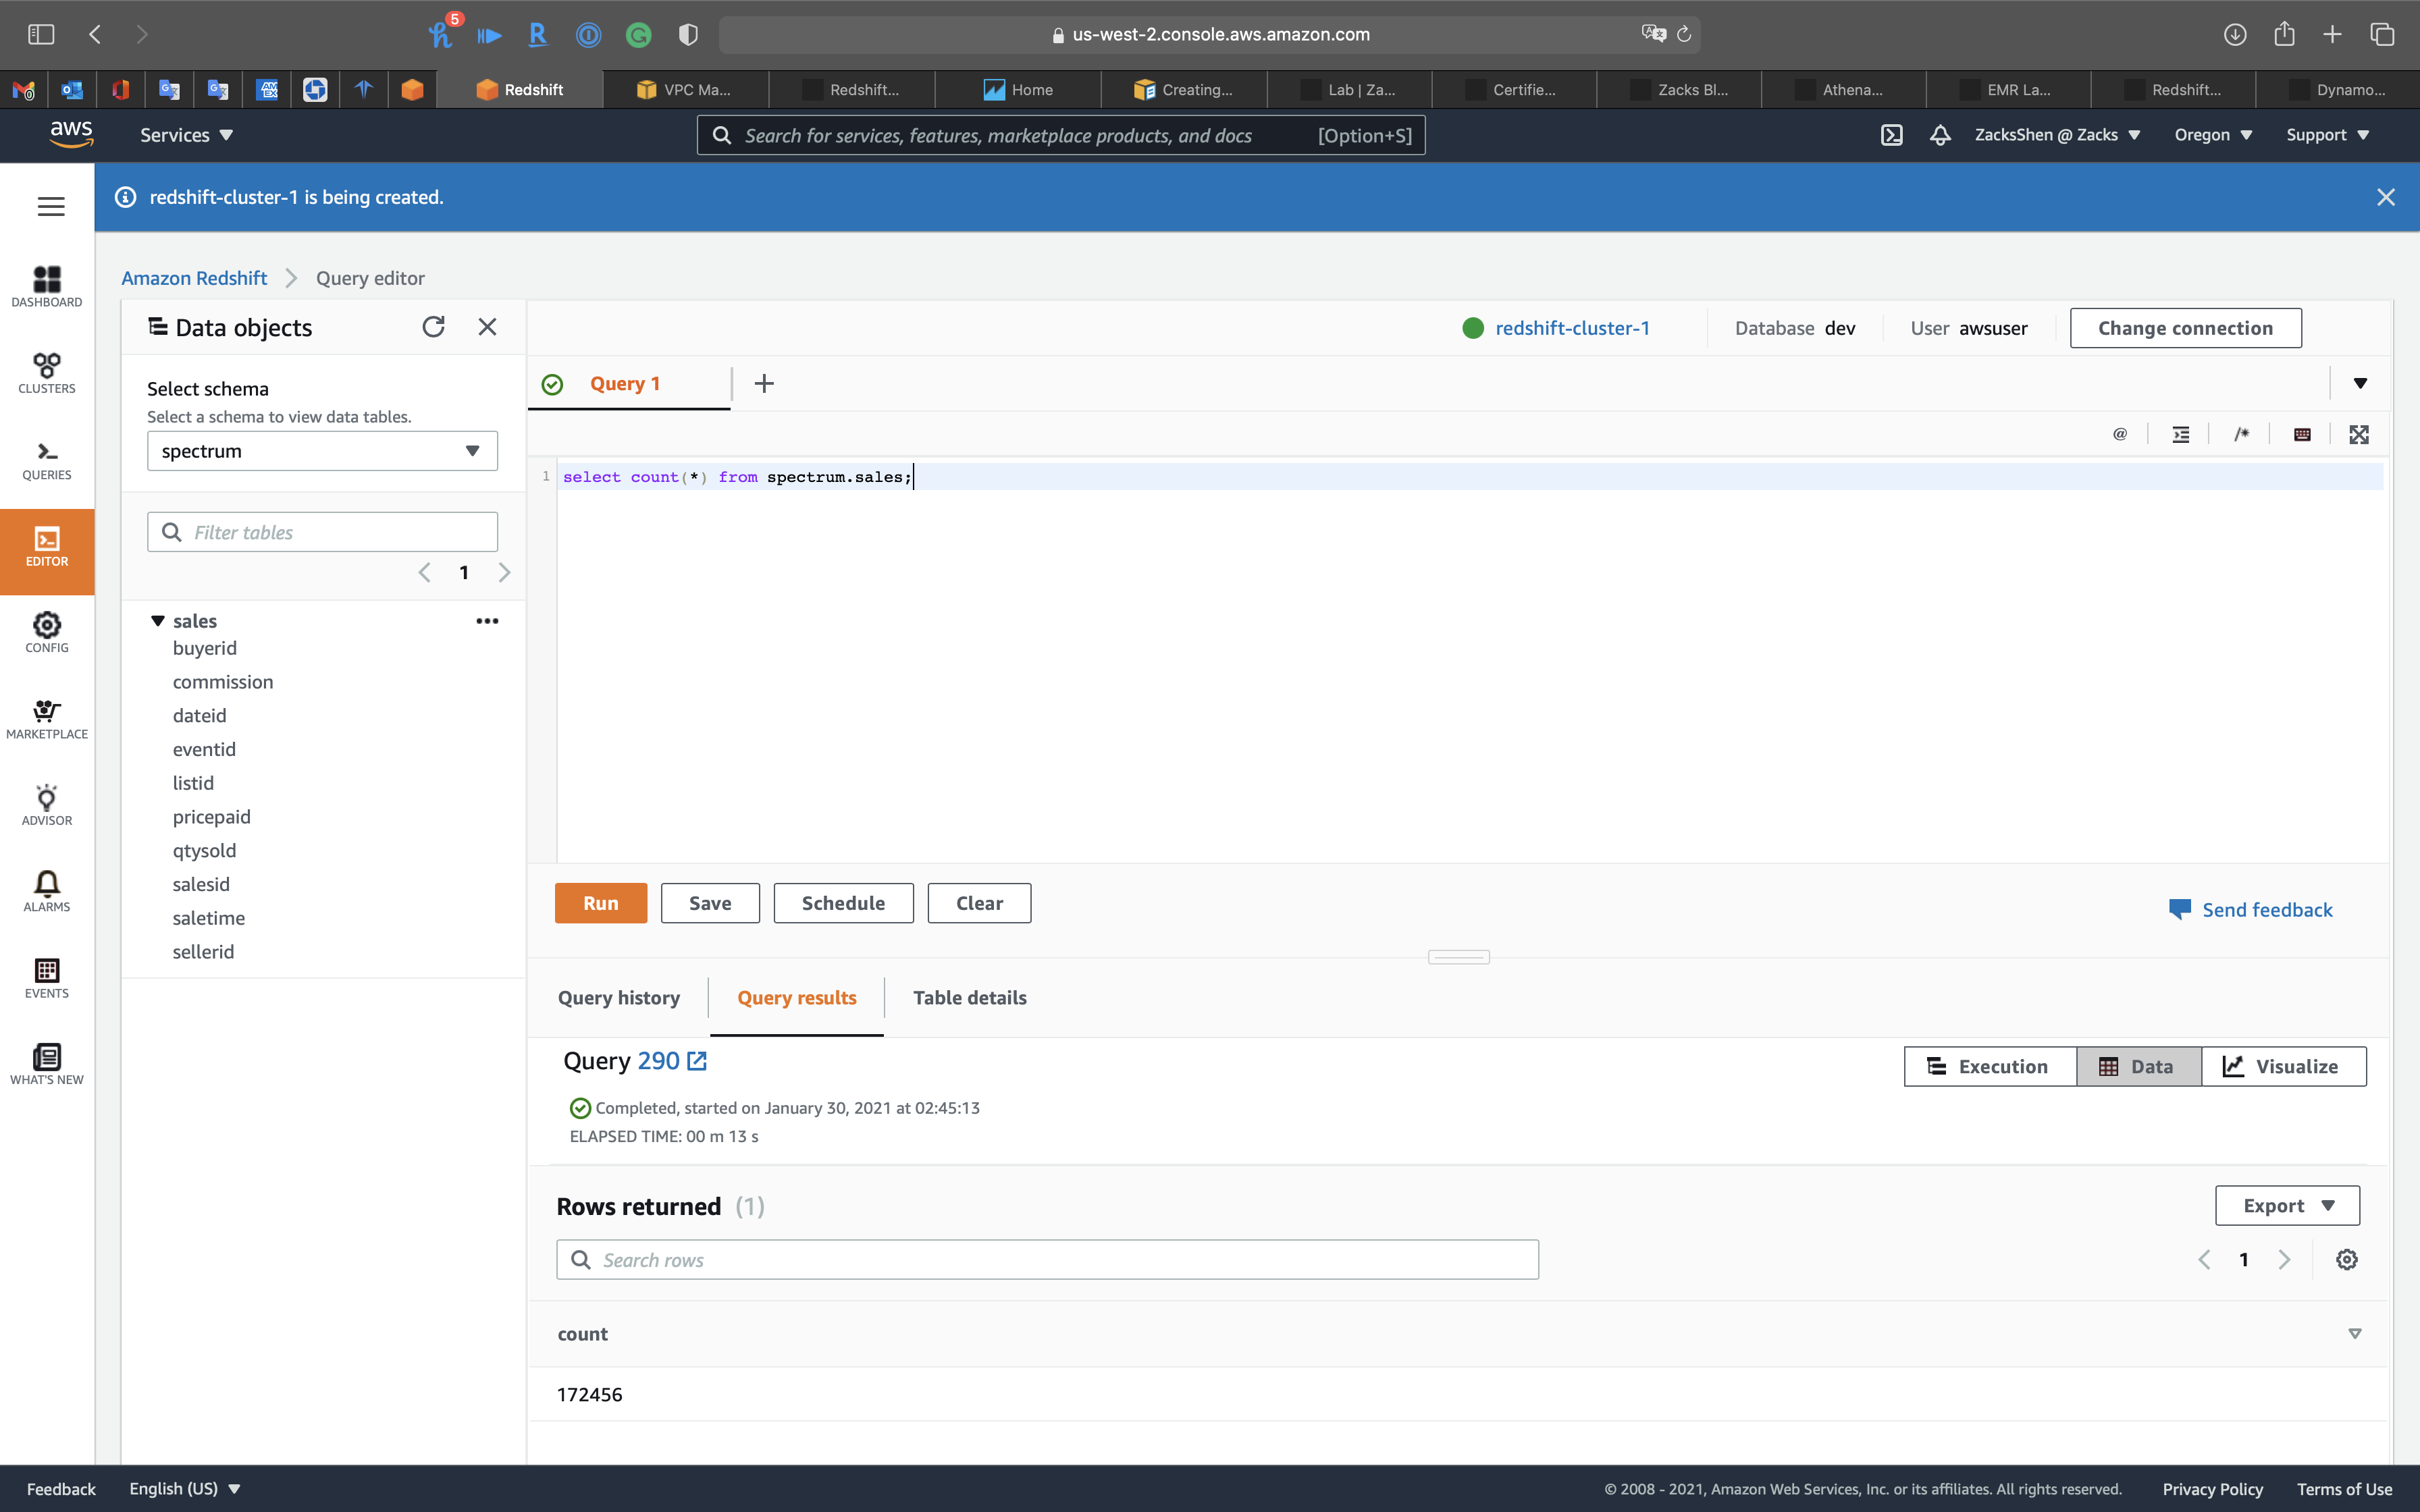 5
us-west-2.console.aws.amazon.com
Redshift
VPC Ma...
Redshift...
Home
Creating...
Lab | Za...
Certifie...
Zacks Bl...
Athena...
EMR La...
Redshift...
Dynamo...
aws
Services
Search for services, features, marketplace products, and docs
[Option+S]
ZacksShen @ Zacks
Oregon
Support
redshift-cluster-1 is being created.
DASHBOARD
CLUSTERS
QUERIES
EDITOR
CONFIG
MARKETPLACE
ADVISOR
ALARMS
EVENTS
WHAT'S NEW
Amazon Redshift
Query editor
Data objects
Select schema
Select a schema to view data tables.
spectrum
Filter tables
1
sales
buyerid
commission
dateid
eventid
listid
pricepaid
qtysold
salesid
saletime
sellerid
redshift-cluster-1
Database dev
User awsuser
Change connection
Query 1
@
/*
1
select count(*) from spectrum.sales;
Run
Save
Schedule
Clear
Send feedback
Query history
Query results
Table details
Query 290
Execution
Data
Visualize
Completed, started on January 30, 2021 at 02:45:13
ELAPSED TIME: 00 m 13 s
Rows returned (1)
Export
Search rows
1
count
172456
Feedback
English (US)
© 2008 - 2021, Amazon Web Services, Inc. or its affiliates. All rights reserved.
Privacy Policy
Terms of Use